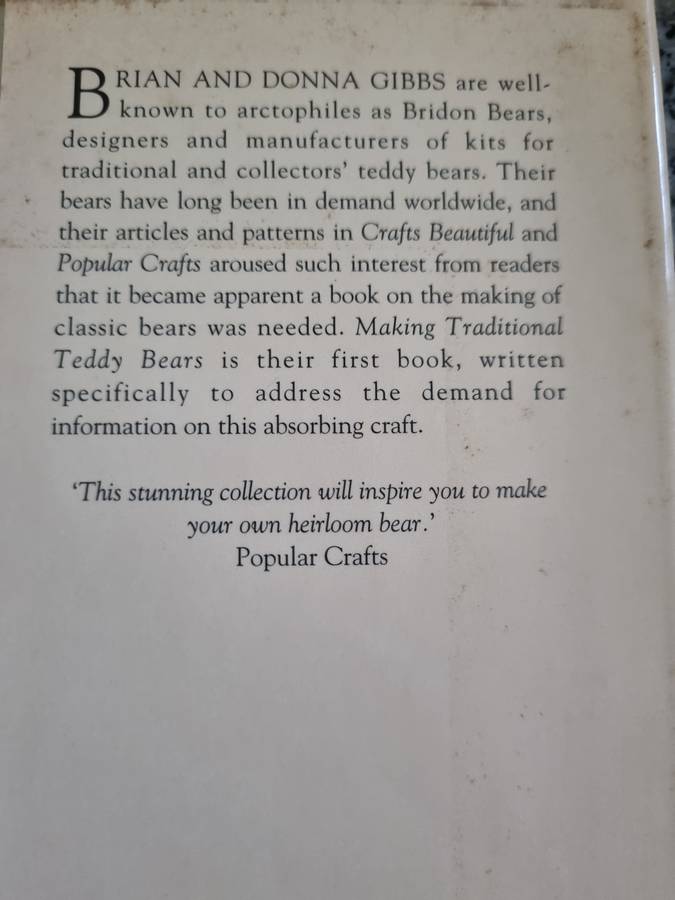 BRIAN AND DONNA GIBBS are well-
known to arctophiles as Bridon Bears,
designers and manufacturers of kits for
traditional and collectors' teddy bears. Their
bears have long been in demand worldwide, and
their articles and patterns in Crafts Beautiful and
Popular Crafts aroused such interest from readers
that it became apparent a book on the making of
classic bears was needed. Making Traditional
Teddy Bears is their first book, written
specifically to address the demand for
information on this absorbing craft.
‘This stunning collection will inspire you to make
your own heirloom bear.’
Popular Crafts